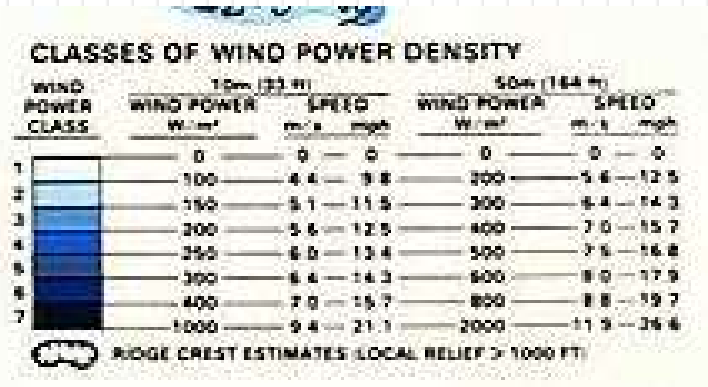 CLASSES OF WIND POWER DENSITY
WIND POWER CLASS
10m (33 ft)
50m (164 ft)
WIND POWER W/m²
SPEED m/s mph
WIND POWER W/m²
SPEED m/s mph
0 0 0 0 0 0
1
100 4.4 9.8 200 5.6 12.5
2
150 5.1 11.5 300 6.4 14.3
3
200 5.6 12.5 400 7.0 15.7
4
250 6.0 13.4 500 7.5 16.8
5
300 6.4 14.3 600 8.0 17.9
6
400 7.0 15.7 800 8.8 19.7
7
1000 9.4 21.1 2000 11.9 26.6
RIDGE CREST ESTIMATES (LOCAL RELIEF > 1000 FT)